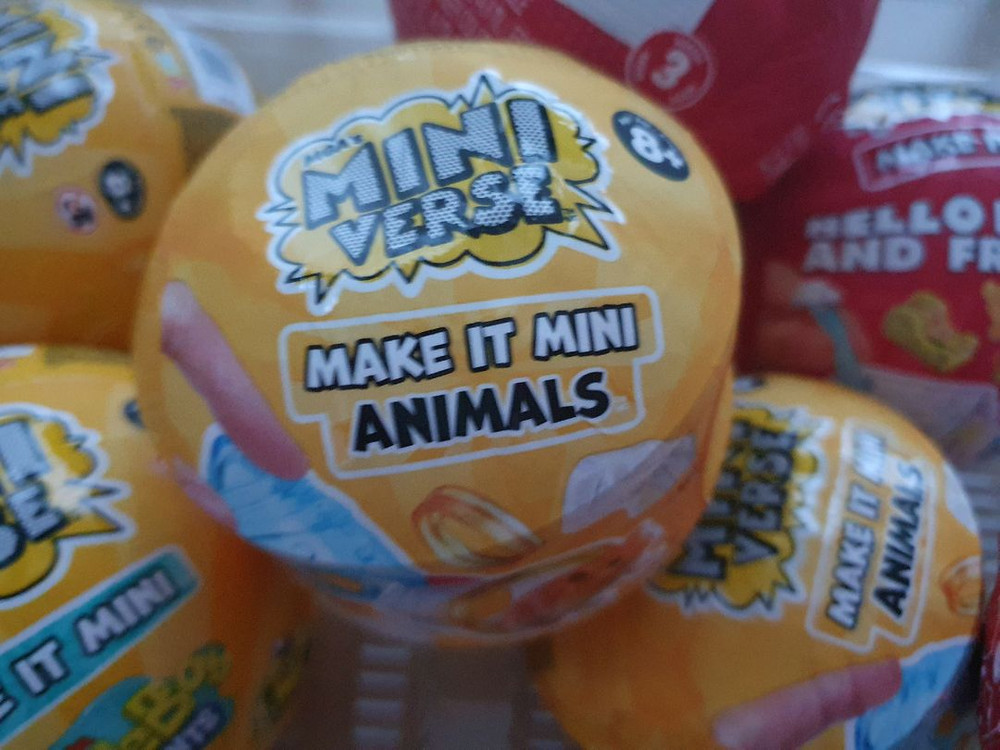 MINI
VERSE
8+
MAKE IT MINI
ANIMALS
3
MAKE
HELLO
AND FR
MINI
VERSE
MAKE IT MINI
ANIMALS
IT MINI